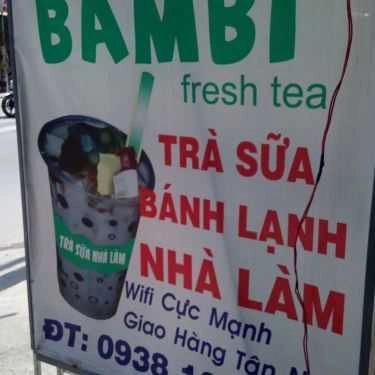 BAMBI
fresh tea
TRÀ SỮA
BÁNH LẠNH
NHÀ LÀM
TRÀ SỮA NHÀ LÀM
Wifi Cực Mạnh
Giao Hàng Tận
ĐT: 0938